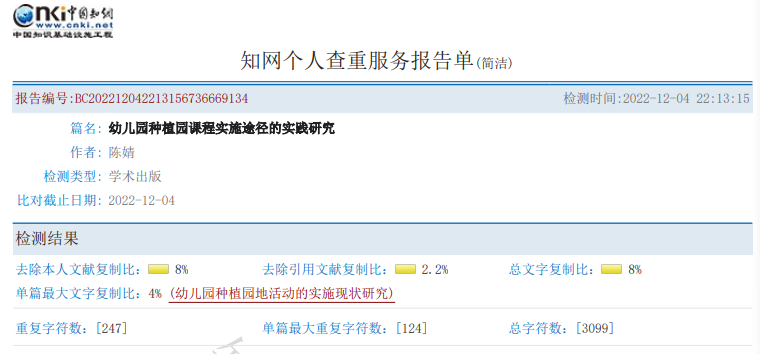 cnki中国知网
www.cnki.net
中国知识基础设施工程
知网个人查重服务报告单(简洁)
报告编号:BC202212042213156736669134 检测时间:2022-12-04 22:13:15
篇名: 幼儿园种植园课程实施途径的实践研究
作者: 陈婧
检测类型: 学术出版
比对截止日期: 2022-12-04
检测结果
去除本人文献复制比: 8% 去除引用文献复制比: 2.2% 总文字复制比: 8%
单篇最大文字复制比: 4% (幼儿园种植园地活动的实施现状研究)
重复字符数: [247] 单篇最大重复字符数: [124] 总字符数: [3099]